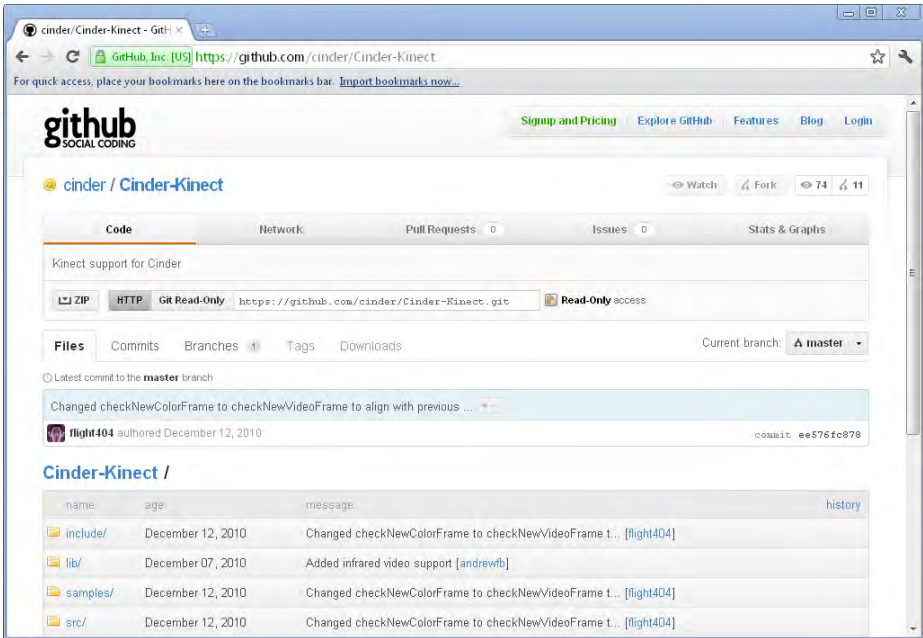 cinder/Cinder-Kinect - GitH
GitHub, Inc. [US] https://github.com/cinder/Cinder-Kinect
For quick access, place your bookmarks here on the bookmarks bar. Import bookmarks now...
github
SOCIAL CODING
Signup and Pricing Explore GitHub Features Blog Login
cinder / Cinder-Kinect
Watch Fork 74 11
Code Network Pull Requests 0 Issues 0 Stats & Graphs
Kinect support for Cinder
ZIP HTTP Git Read-Only https://github.com/cinder/Cinder-Kinect.git Read-Only access
Files Commits Branches 1 Tags Downloads Current branch: master
Latest commit to the master branch
Changed checkNewColorFrame to checkNewVideoFrame to align with previous ...
flight404 authored December 12, 2010 commit ee576fc878
Cinder-Kinect /
name age message history
include/ December 12, 2010 Changed checkNewColorFrame to checkNewVideoFrame t... [flight404]
lib/ December 07, 2010 Added infrared video support [andrewfb]
samples/ December 12, 2010 Changed checkNewColorFrame to checkNewVideoFrame t... [flight404]
src/ December 12, 2010 Changed checkNewColorFrame to checkNewVideoFrame t... [flight404]